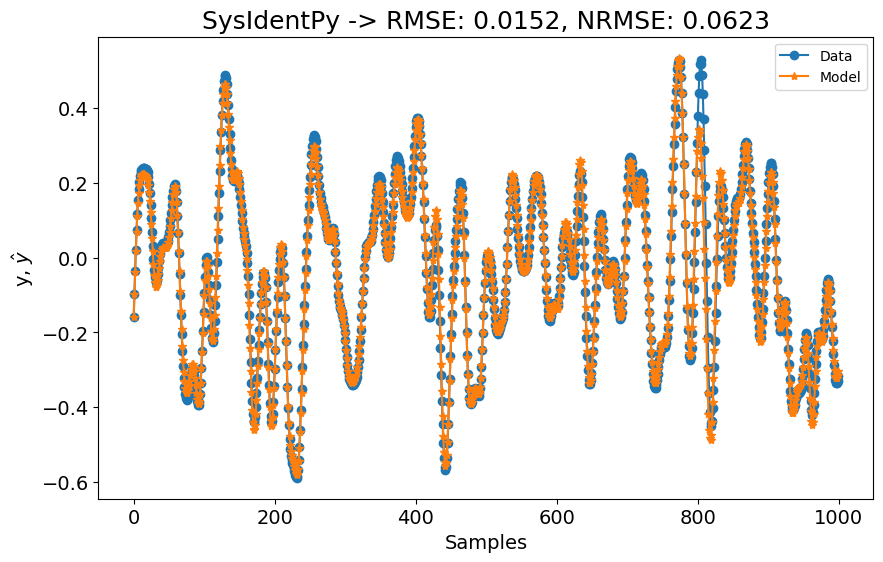 SysIdentPy -> RMSE: 0.0152, NRMSE: 0.0623
Data
Model
y, ŷ
0.4
0.2
0.0
−0.2
−0.4
−0.6
0 200 400 600 800 1000
Samples